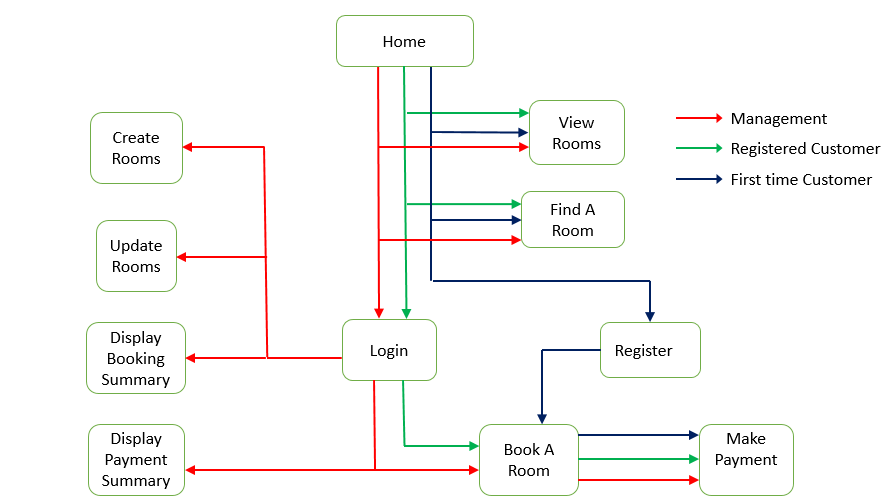 Home
View
Rooms
Management
Registered Customer
First time Customer
Create
Rooms
Find A
Room
Update
Rooms
Display
Booking
Summary
Login
Register
Display
Payment
Summary
Book A
Room
Make
Payment